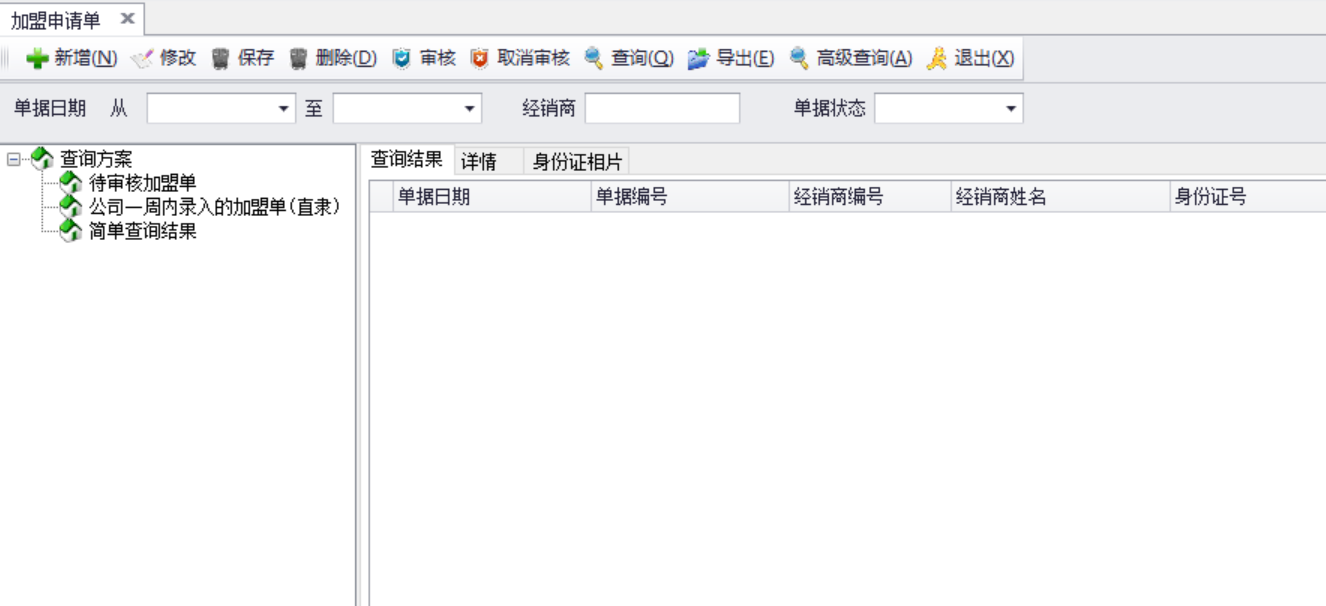 加盟申请单
新增(N) 修改 保存 删除(D) 审核 取消审核 查询(Q) 导出(E) 高级查询(A) 退出(X)
单据日期 从 至 经销商 单据状态
查询方案
待审核加盟单
公司一周内录入的加盟单(直隶)
简单查询结果
查询结果 详情 身份证相片
单据日期 单据编号 经销商编号 经销商姓名 身份证号